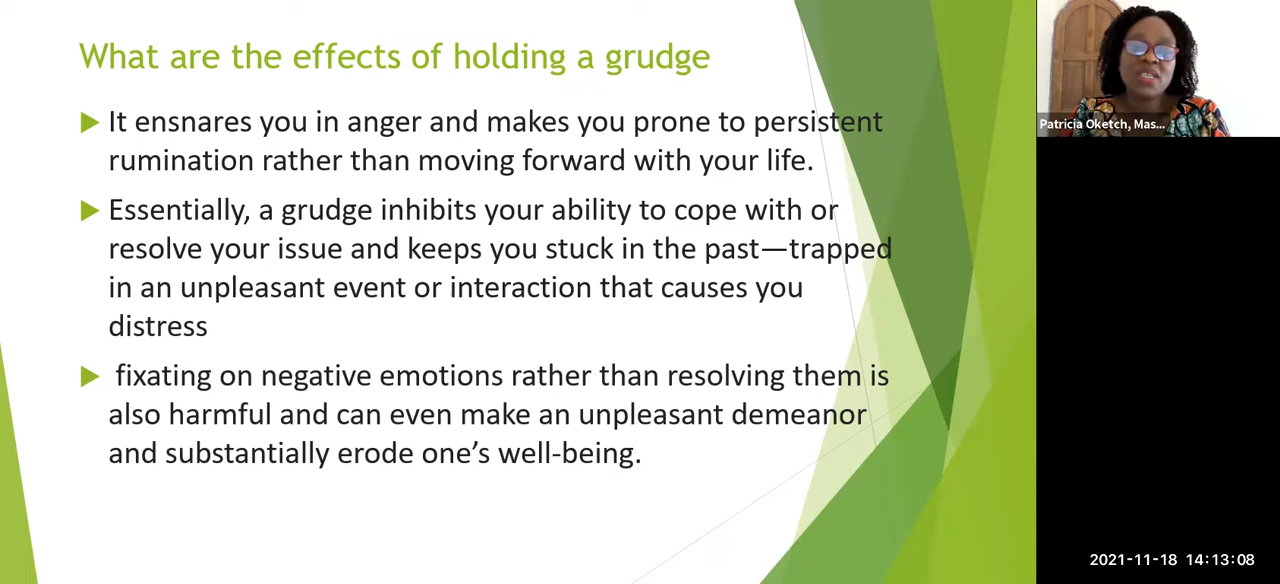 What are the effects of holding a grudge
It ensnares you in anger and makes you prone to persistent
rumination rather than moving forward with your life.
Essentially, a grudge inhibits your ability to cope with or
resolve your issue and keeps you stuck in the past—trapped
in an unpleasant event or interaction that causes you
distress
fixating on negative emotions rather than resolving them is
also harmful and can even make an unpleasant demeanor
and substantially erode one’s well-being.
Patricia Oketch, Mas...
2021-11-18 14:13:08